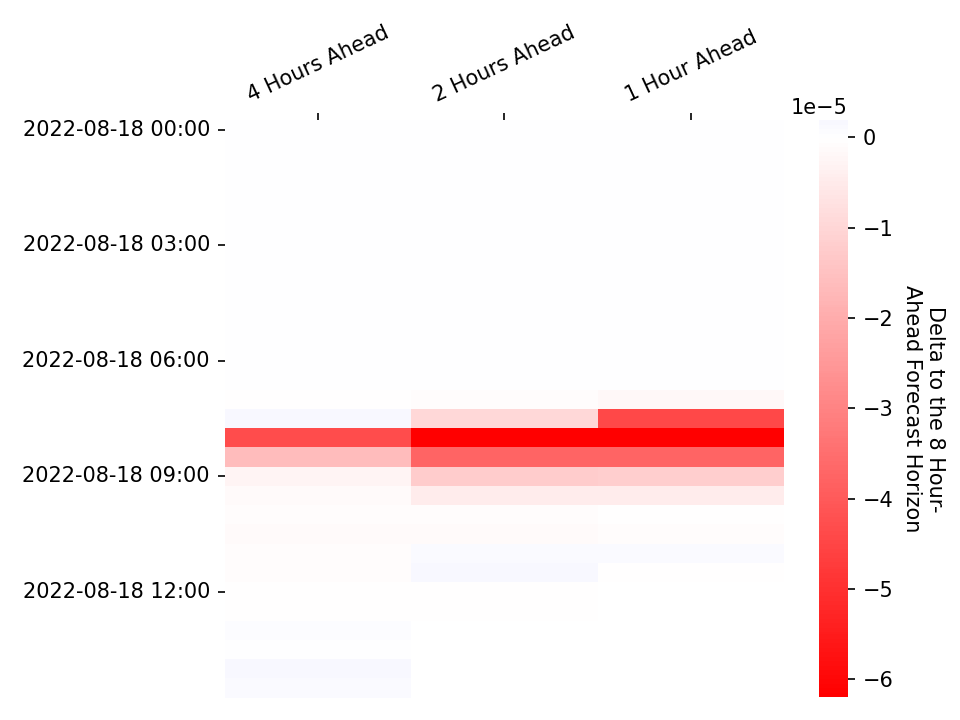 4 Hours Ahead
2 Hours Ahead
1 Hour Ahead
1e−5
2022-08-18 00:00
2022-08-18 03:00
2022-08-18 06:00
2022-08-18 09:00
2022-08-18 12:00
0
−1
−2
−3
−4
−5
−6
Delta to the 8 Hour-
Ahead Forecast Horizon